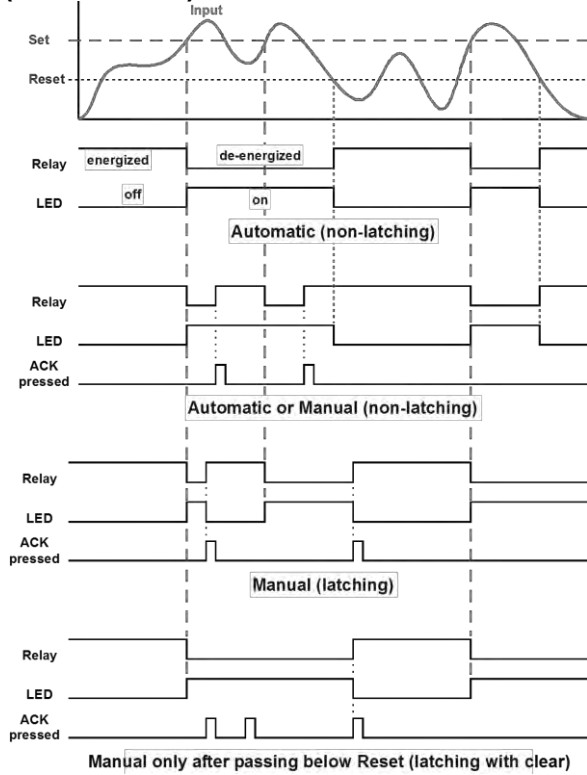 Input
Set
Reset
Relay energized de-energized
LED off on
Automatic (non-latching)
Relay
LED
ACK
pressed
Automatic or Manual (non-latching)
Relay
LED
ACK
pressed
Manual (latching)
Relay
LED
ACK
pressed
Manual only after passing below Reset (latching with clear)